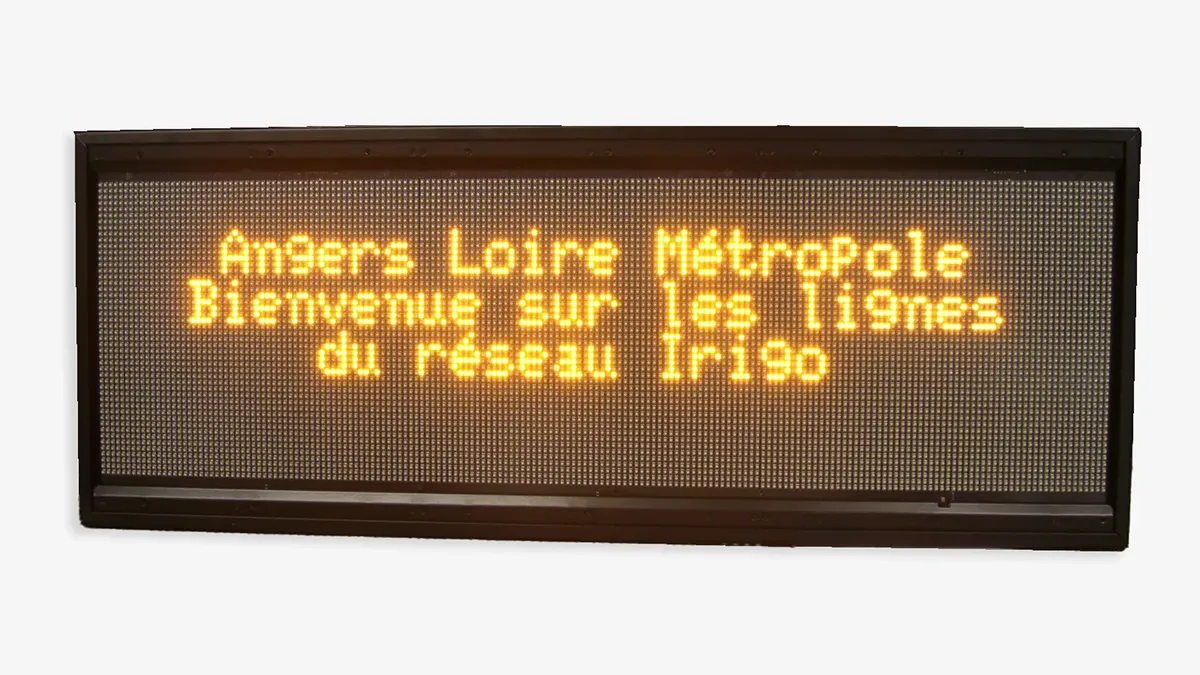 Angers Loire Métropole
Bienvenue sur les lignes
du réseau Irigo